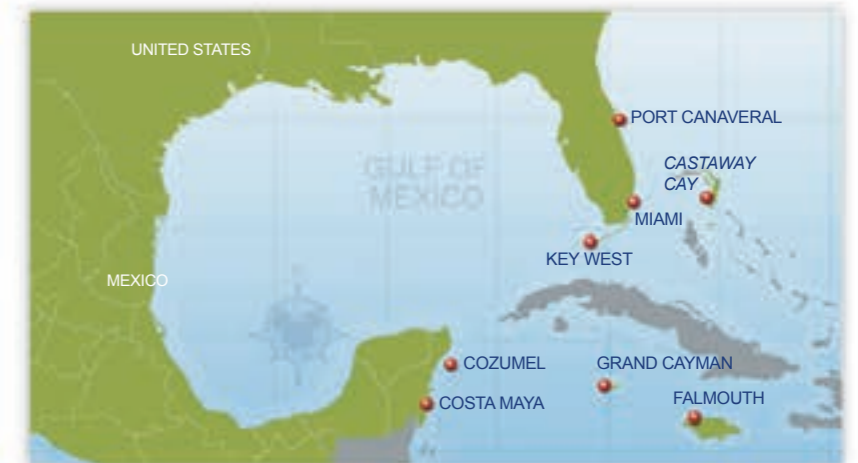 UNITED STATES
PORT CANAVERAL
GULF OF
MEXICO
CASTAWAY
CAY
MIAMI
KEY WEST
MEXICO
COZUMEL
GRAND CAYMAN
COSTA MAYA
FALMOUTH